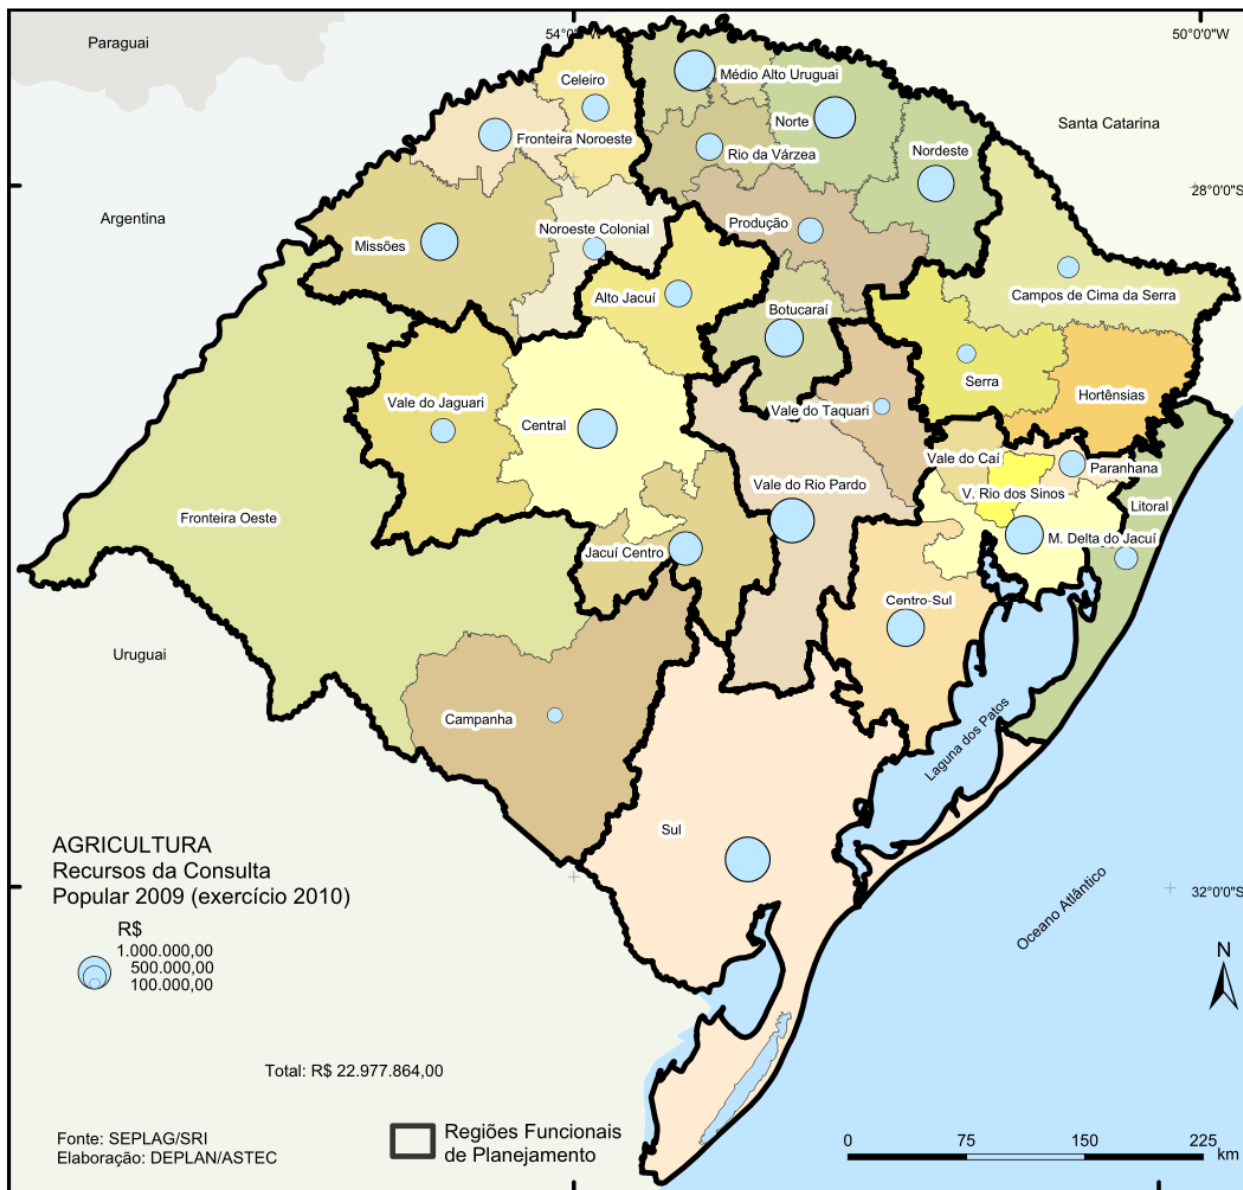 Paraguai
54°0'0"W
50°0'0"W
Celeiro
Médio Alto Uruguai
Santa Catarina
Norte
Fronteira Noroeste
Rio da Várzea
Nordeste
28°0'0"S
Argentina
Missões
Noroeste Colonial
Produção
Alto Jacuí
Botucaraí
Campos de Cima da Serra
Serra
Hortênsias
Vale do Jaguari
Central
Vale do Taquari
Vale do Caí
Paranhana
Vale do Rio Pardo
V. Rio dos Sinos
Litoral
Fronteira Oeste
Jacuí Centro
M. Delta do Jacuí
Centro-Sul
Uruguai
Campanha
Laguna dos Patos
Sul
AGRICULTURA
Recursos da Consulta
Popular 2009 (exercício 2010)
R$
1.000.000,00
500.000,00
100.000,00
32°0'0"S
Oceano Atlântico
N
Total: R$ 22.977.864,00
Fonte: SEPLAG/SRI
Elaboração: DEPLAN/ASTEC
Regiões Funcionais
de Planejamento
0 75 150 225
km